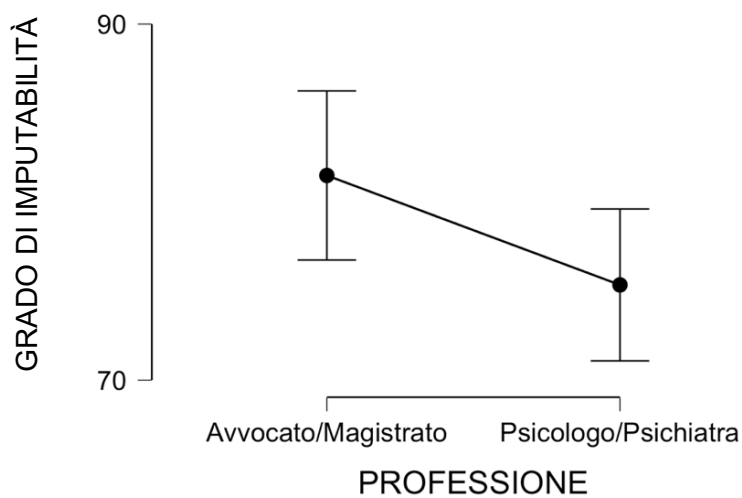 90
GRADO DI IMPUTABILITÀ
70
Avvocato/Magistrato
Psicologo/Psichiatra
PROFESSIONE